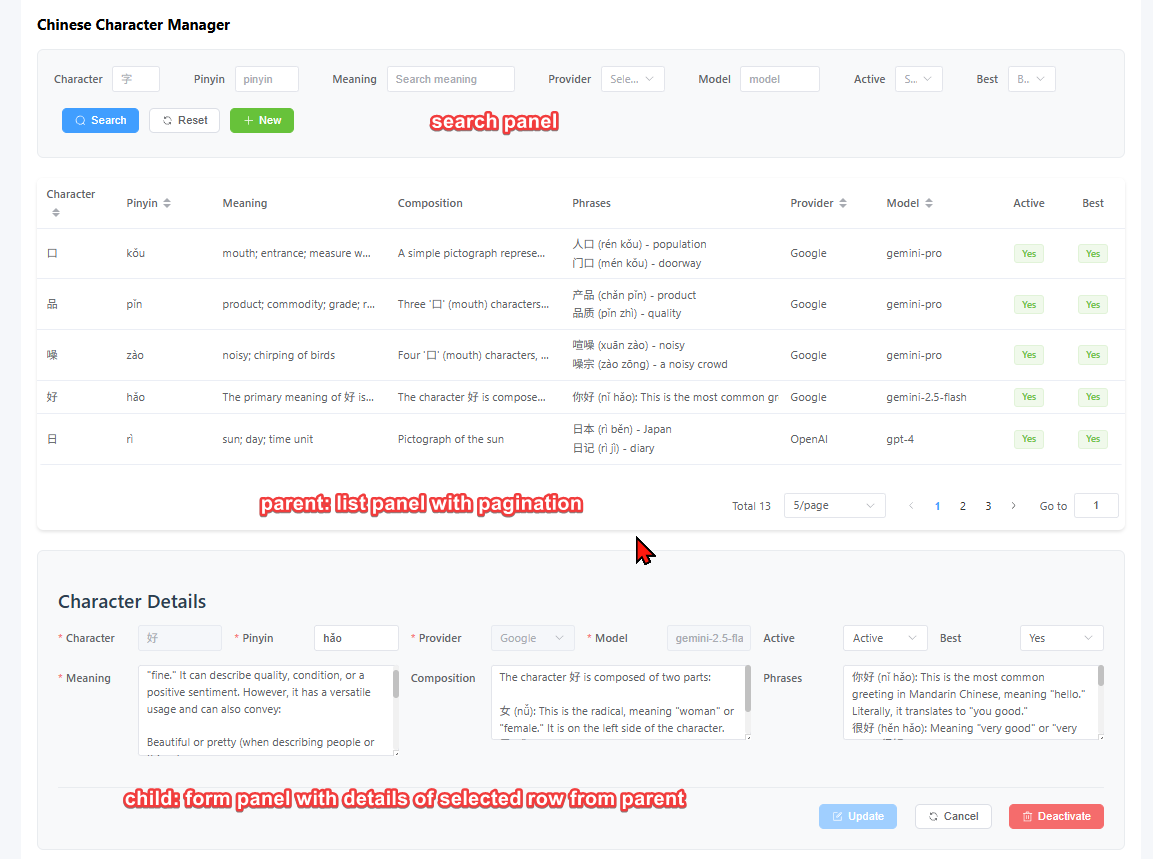 Chinese Character Manager
Character 字 Pinyin pinyin Meaning Search meaning Provider Sele... Model model Active S... Best B...
Search Reset + New
search panel
Character Pinyin Meaning Composition Phrases Provider Model Active Best
口 kǒu mouth; entrance; measure w... A simple pictograph represe... 人口 (rén kǒu) - population Google gemini-pro Yes Yes
门口 (mén kǒu) - doorway
品 pǐn product; commodity; grade; r... Three '口' (mouth) characters... 产品 (chǎn pǐn) - product Google gemini-pro Yes Yes
品质 (pǐn zhì) - quality
噪 zào noisy; chirping of birds Four '口' (mouth) characters, ... 喧噪 (xuān zào) - noisy Google gemini-pro Yes Yes
噪宗 (zào zōng) - a noisy crowd
好 hǎo The primary meaning of 好 is... The character 好 is compose... 你好 (nǐ hǎo): This is the most common gr Google gemini-2.5-flash Yes Yes
日 rì sun; day; time unit Pictograph of the sun 日本 (rì běn) - Japan OpenAI gpt-4 Yes Yes
日记 (rì jì) - diary
parent: list panel with pagination
Total 13 5/page 1 2 3 Go to 1
Character Details
* Character 好 * Pinyin hǎo * Provider Google * Model gemini-2.5-fla Active Active Best Yes
* Meaning "fine." It can describe quality, condition, or a
positive sentiment. However, it has a versatile
usage and can also convey:
Beautiful or pretty (when describing people or
Composition The character 好 is composed of two parts:
女 (nǚ): This is the radical, meaning "woman" or
"female." It is on the left side of the character.
Phrases 你好 (nǐ hǎo): This is the most common
greeting in Mandarin Chinese, meaning "hello."
Literally, it translates to "you good."
很好 (hěn hǎo): Meaning "very good" or "very
child: form panel with details of selected row from parent
Update Cancel Deactivate